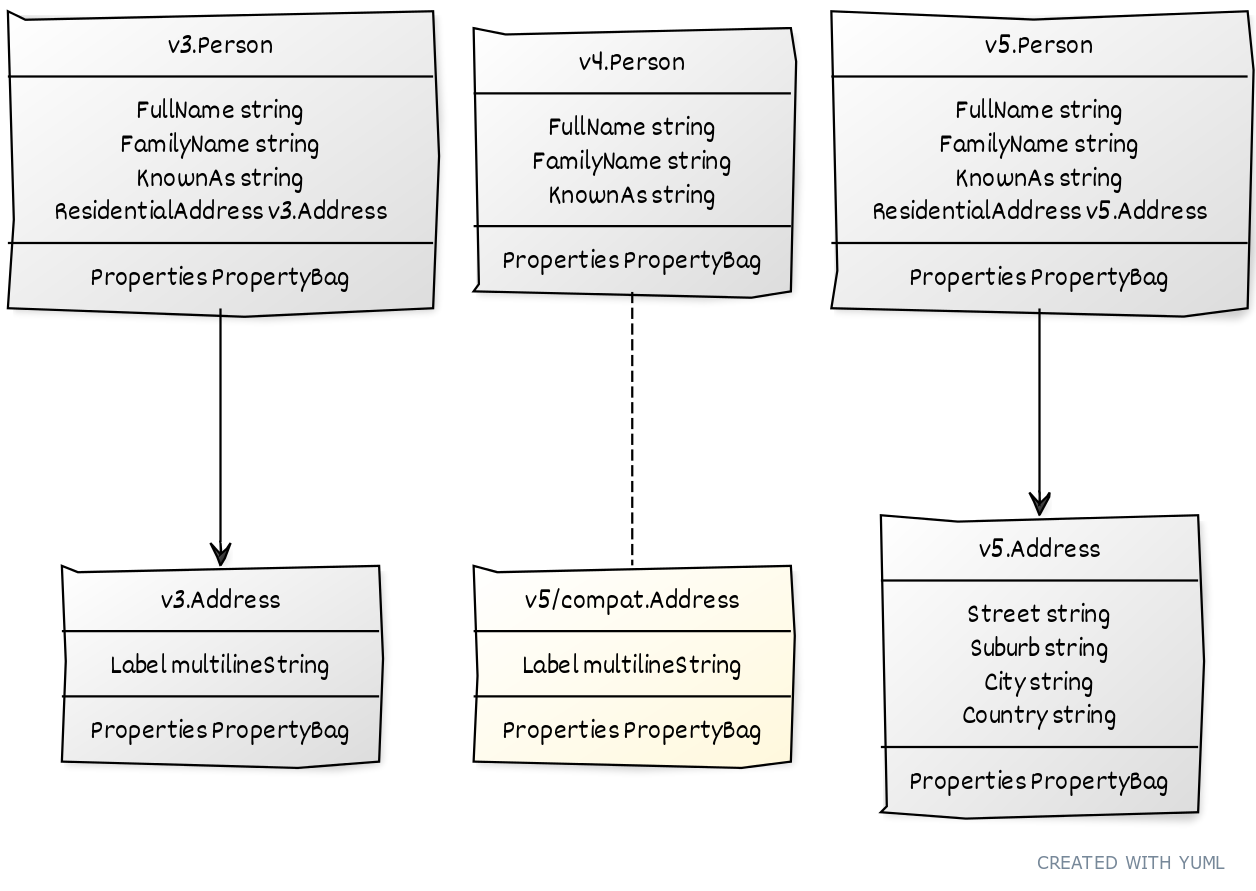 v3.Person
FullName string
FamilyName string
KnownAs string
ResidentialAddress v3.Address
Properties PropertyBag
v4.Person
FullName string
FamilyName string
KnownAs string
Properties PropertyBag
v5.Person
FullName string
FamilyName string
KnownAs string
ResidentialAddress v5.Address
Properties PropertyBag
v3.Address
Label multilineString
Properties PropertyBag
v5/compat.Address
Label multilineString
Properties PropertyBag
v5.Address
Street string
Suburb string
City string
Country string
Properties PropertyBag
CREATED WITH YUML